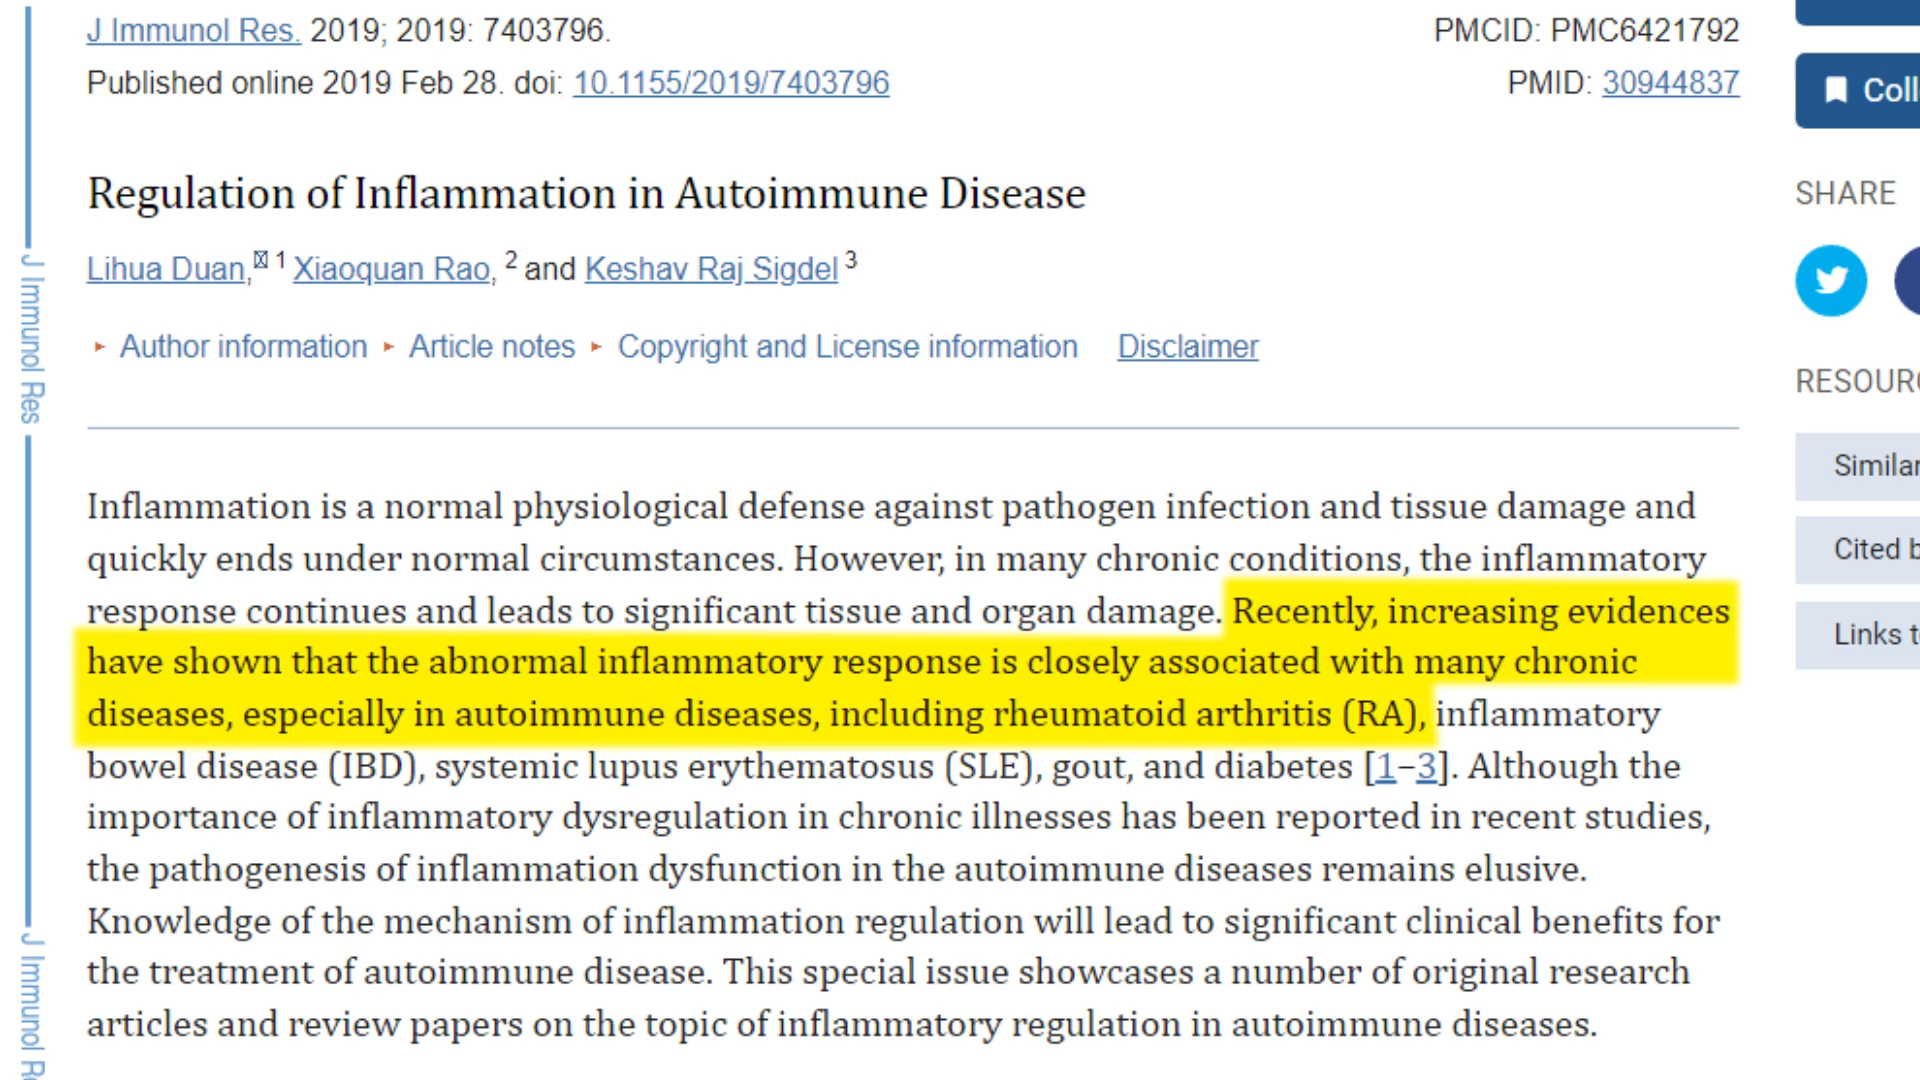 J Immunol Res. 2019; 2019: 7403796.
PMCID: PMC6421792
Published online 2019 Feb 28. doi: 10.1155/2019/7403796
PMID: 30944837
Regulation of Inflammation in Autoimmune Disease
Lihua Duan, 1 Xiaoquan Rao, 2 and Keshav Raj Sigdel 3
Author information Article notes Copyright and License information Disclaimer
Inflammation is a normal physiological defense against pathogen infection and tissue damage and
quickly ends under normal circumstances. However, in many chronic conditions, the inflammatory
response continues and leads to significant tissue and organ damage. Recently, increasing evidences
have shown that the abnormal inflammatory response is closely associated with many chronic
diseases, especially in autoimmune diseases, including rheumatoid arthritis (RA), inflammatory
bowel disease (IBD), systemic lupus erythematosus (SLE), gout, and diabetes [1–3]. Although the
importance of inflammatory dysregulation in chronic illnesses has been reported in recent studies,
the pathogenesis of inflammation dysfunction in the autoimmune diseases remains elusive.
Knowledge of the mechanism of inflammation regulation will lead to significant clinical benefits for
the treatment of autoimmune disease. This special issue showcases a number of original research
articles and review papers on the topic of inflammatory regulation in autoimmune diseases.
J Immunol Res
J Immunol
SHARE
Similar
Cited
Links